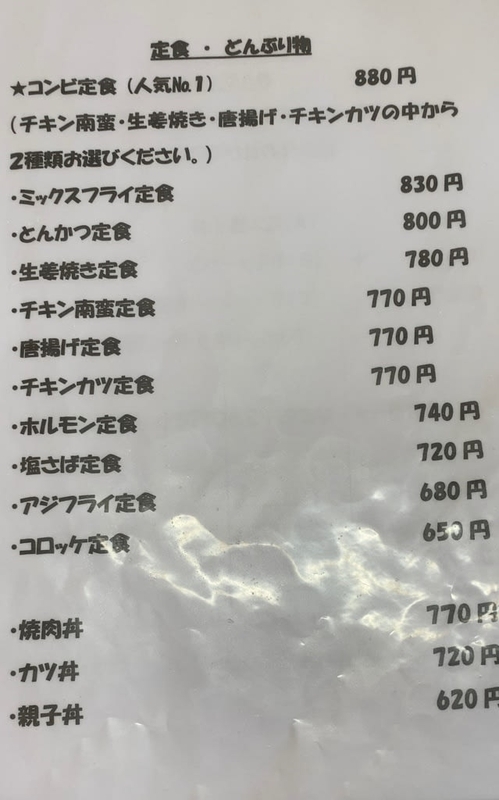 定食 ・ どんぶり物
★コンビ定食（人気№1） 880円
（チキン南蛮・生姜焼き・唐揚げ・チキンカツの中から
2種類お選びください。）
・ミックスフライ定食 830円
・とんかつ定食 800円
・生姜焼き定食 780円
・チキン南蛮定食 770円
・唐揚げ定食 770円
・チキンカツ定食 770円
・ホルモン定食 740円
・塩さば定食 720円
・アジフライ定食 680円
・コロッケ定食 650円
・焼肉丼 770円
・カツ丼 720円
・親子丼 620円